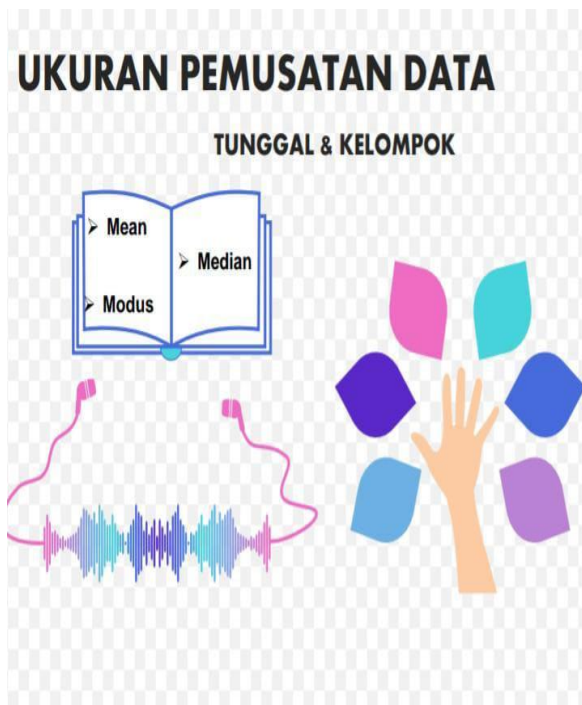 UKURAN PEMUSATAN DATA
TUNGGAL & KELOMPOK
➢ Mean
➢ Modus
➢ Median